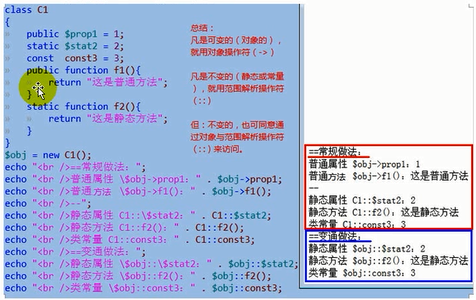 class C1
{
public $prop1 = 1;
static $stat2 = 2;
const const3 = 3;
public function f1(){
return "这是普通方法";
}
static function f2(){
return "这是静态方法";
}
}
$obj = new C1();
echo "<br />==常规做法：";
echo "<br />普通属性 \$obj->prop1：" . $obj->prop1;
echo "<br />普通方法 \$obj->f1()：" . $obj->f1();
echo "<br />--";
echo "<br />静态属性 C1::\$stat2：" . C1::$stat2;
echo "<br />静态方法 C1::f2()：" . C1::f2();
echo "<br />类常量 C1::const3：" . C1::const3;
echo "<br />==变通做法：";
echo "<br />静态属性 \$obj::\$stat2：" . $obj::$stat2;
echo "<br />静态方法 \$obj::f2()：" . $obj::f2();
echo "<br />类常量 \$obj::const3：" . $obj::const3;
总结：
凡是可变的（对象的），
就用对象操作符（->）
凡是不变的（静态或常量
），就用范围解析操作符
（::）
但：不变的，也可同意通
过对象与范围解析操作符
（::）来访问。
==常规做法：
普通属性 $obj->prop1：1
普通方法 $obj->f1()：这是普通方法
--
静态属性 C1::$stat2：2
静态方法 C1::f2()：这是静态方法
类常量 C1::const3：3
==变通做法：
静态属性 $obj::$stat2：2
静态方法 $obj::f2()：这是静态方法
类常量 $obj::const3：3